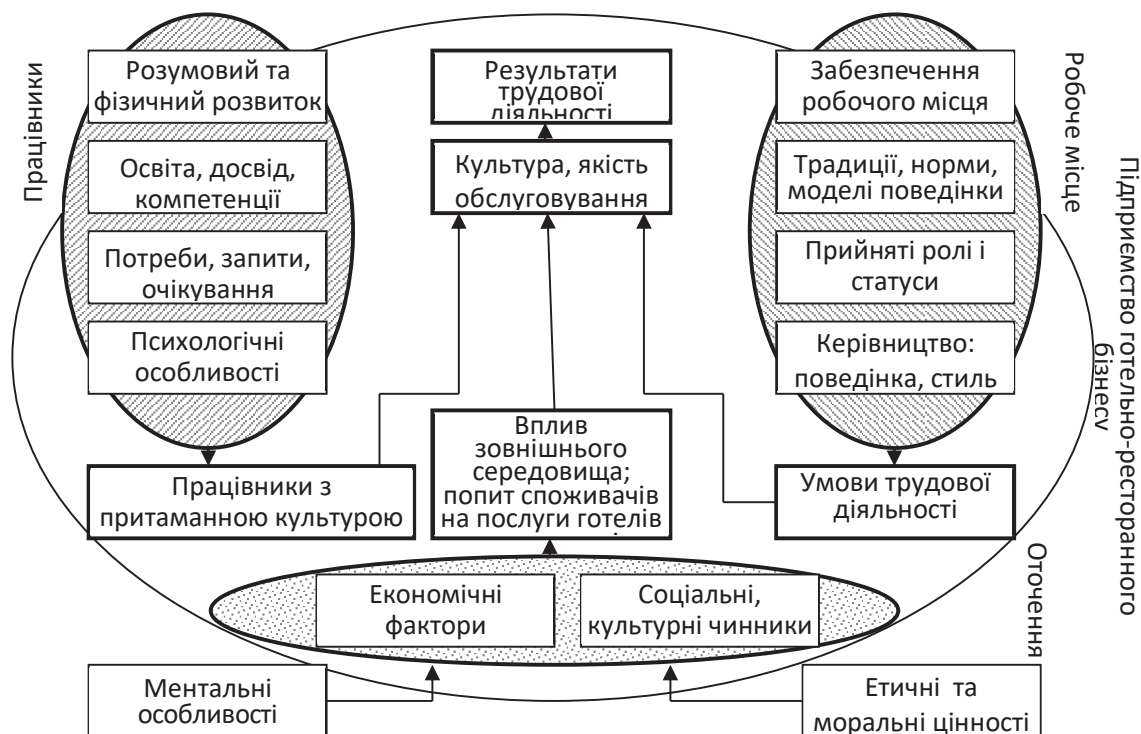 Працівники
Розумовий та
фізичний розвиток
Освіта, досвід,
компетенції
Потреби, запити,
очікування
Психологічні
особливості
Працівники з
притаманною культурою
Результати
трудової
діяльності
Культура, якість
обслуговування
Вплив
зовнішнього
середовища;
попит споживачів
на послуги готелів
Забезпечення
робочого місця
Традиції, норми,
моделі поведінки
Прийняті ролі і
статуси
Керівництво:
поведінка, стиль
Умови трудової
діяльності
Робоче місце
Підприємство готельно-ресторанного
бізнесу
Оточення
Економічні
фактори
Соціальні,
культурні чинники
Ментальні
особливості
Етичні та
моральні цінності